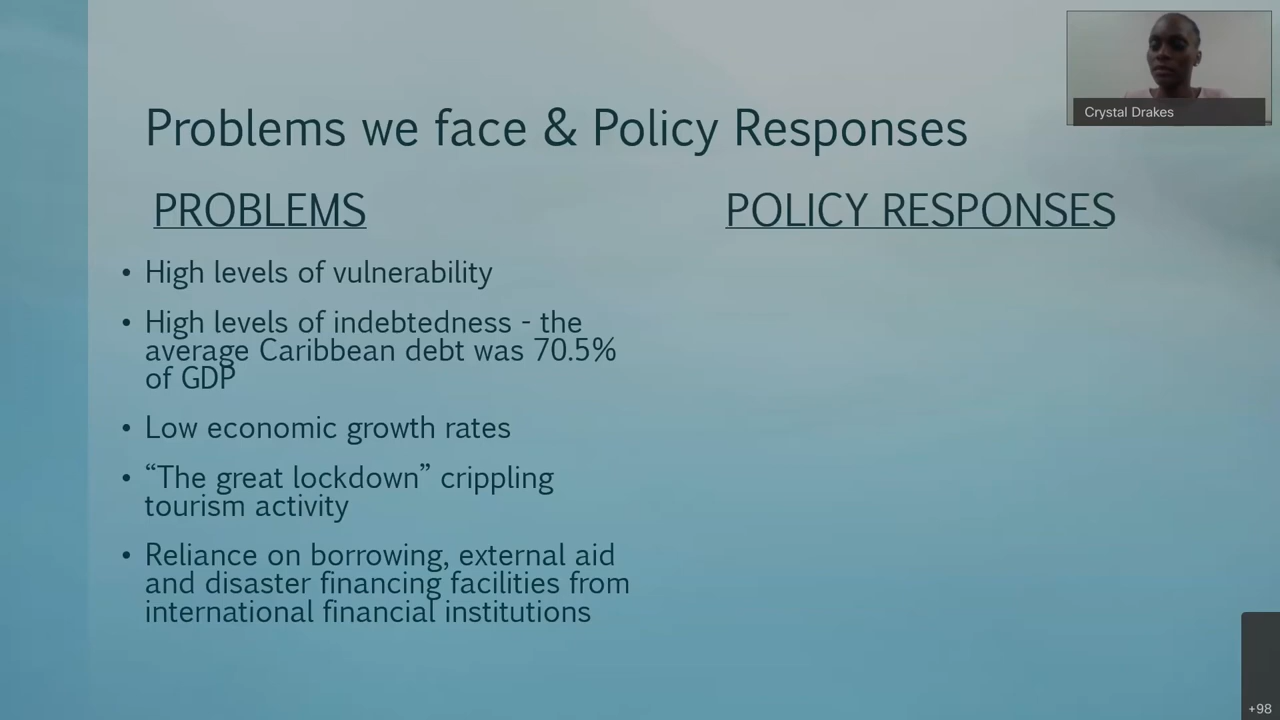 Crystal Drakes
Problems we face & Policy Responses
PROBLEMS
• High levels of vulnerability
• High levels of indebtedness - the
average Caribbean debt was 70.5%
of GDP
• Low economic growth rates
• “The great lockdown” crippling
tourism activity
• Reliance on borrowing, external aid
and disaster financing facilities from
international financial institutions
POLICY RESPONSES
+98